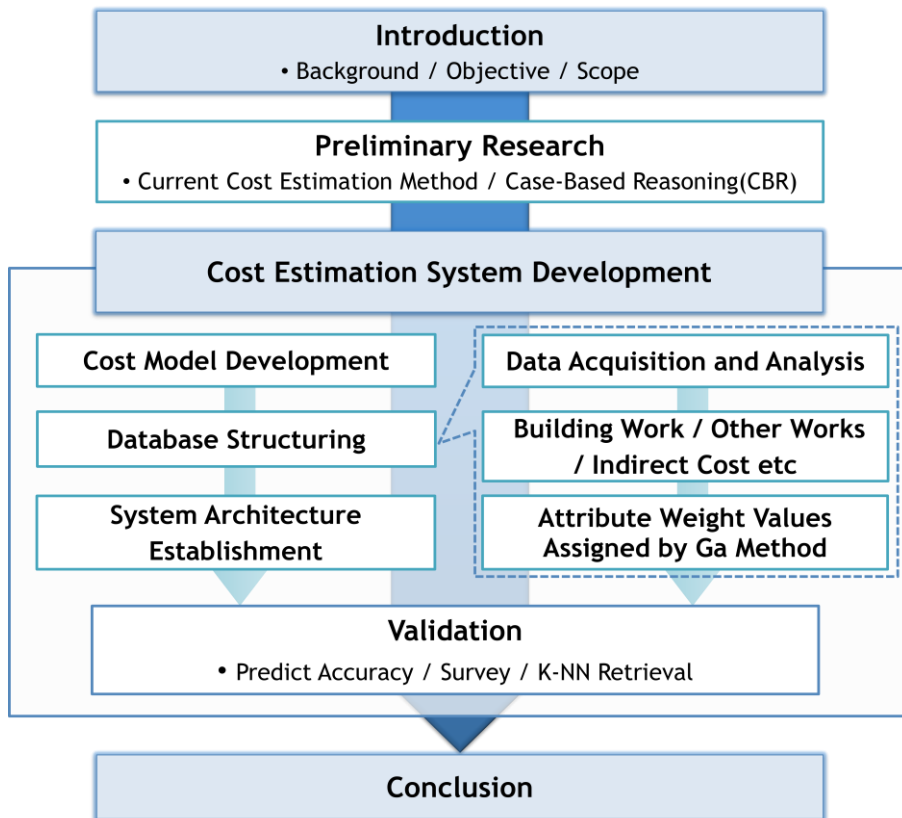 Introduction
• Background / Objective / Scope
Preliminary Research
• Current Cost Estimation Method / Case-Based Reasoning(CBR)
Cost Estimation System Development
Cost Model Development
Database Structuring
System Architecture
Establishment
Data Acquisition and Analysis
Building Work / Other Works
/ Indirect Cost etc
Attribute Weight Values
Assigned by Ga Method
Validation
• Predict Accuracy / Survey / K-NN Retrieval
Conclusion